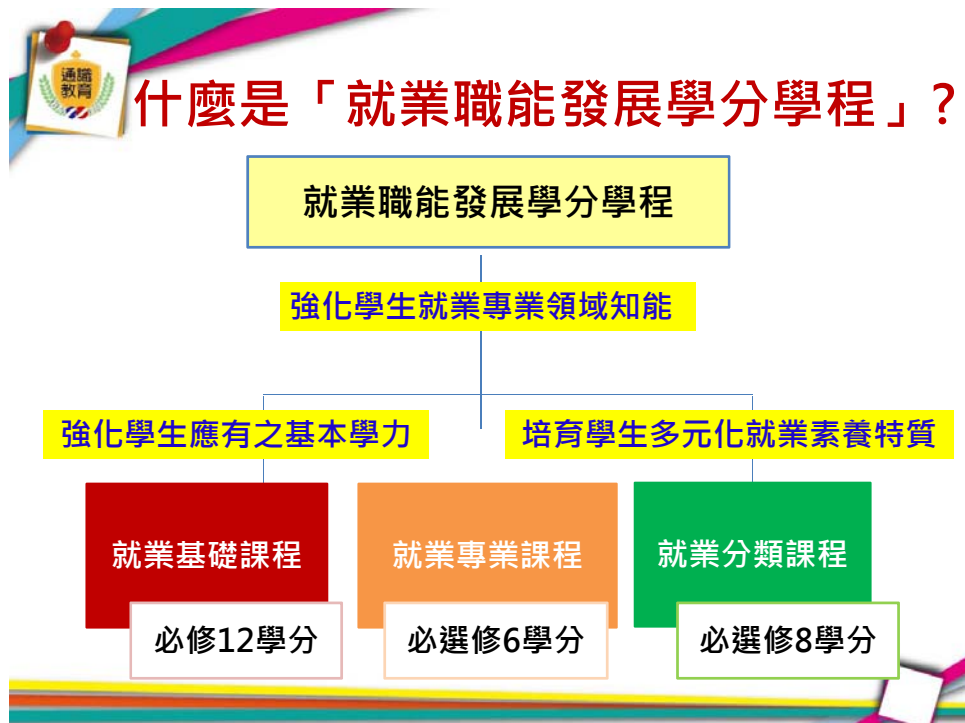 通識
教育
什麼是「就業職能發展學分學程」?
就業職能發展學分學程
強化學生就業專業領域知能
強化學生應有之基本學力
培育學生多元化就業素養特質
就業基礎課程
就業專業課程
就業分類課程
必修12學分
必選修6學分
必選修8學分